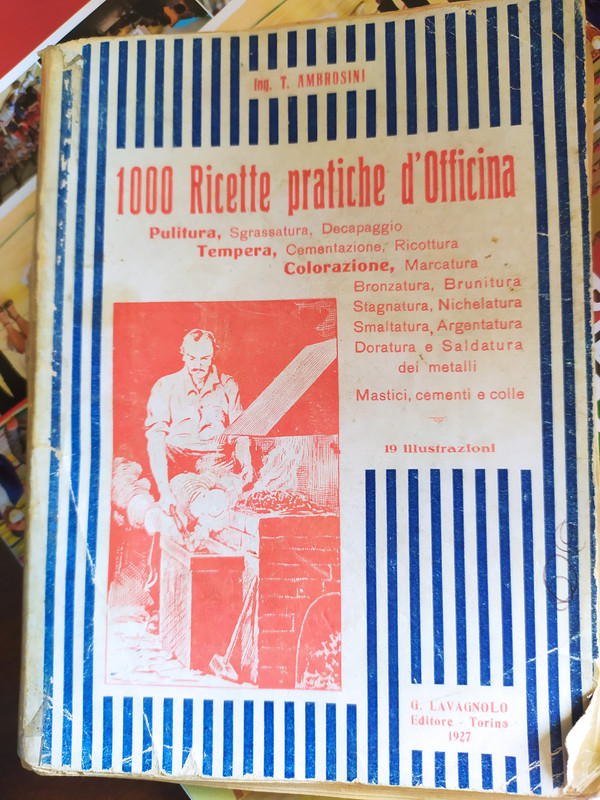 Ing. T. AMBROSINI
1000 Ricette pratiche d'Officina
Pulitura, Sgrassatura, Decapaggio
Tempera, Cementazione, Ricottura
Colorazione, Marcatura
Bronzatura, Brunitura
Stagnatura, Nichelatura
Smaltatura, Argentatura
Doratura e Saldatura
dei metalli
Mastici, cementi e colle
19 illustrazioni
G. LAVAGNOLO
Editore - Torino
1927